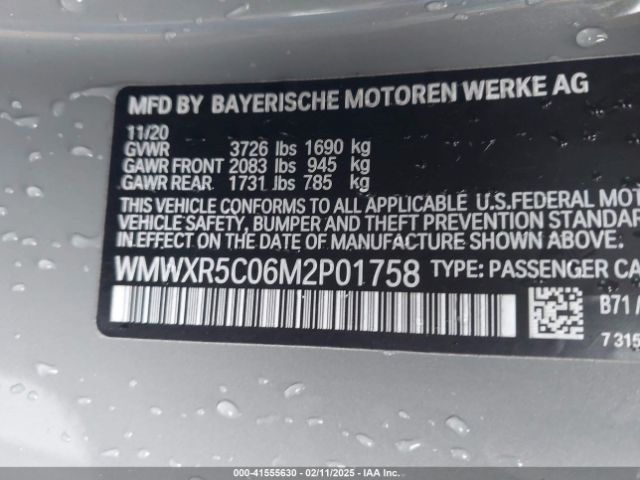 MFD BY BAYERISCHE MOTOREN WERKE AG
11/20
GVWR 3726 lbs 1690 kg
GAWR FRONT 2083 lbs 945 kg
GAWR REAR 1731 lbs 785 kg
THIS VEHICLE CONFORMS TO ALL APPLICABLE U.S.FEDERAL MOT
VEHICLE SAFETY, BUMPER AND THEFT PREVENTION STANDARD
IN EFFECT ON THE DATE OF MANUFACTURE SHOWN ABOVE.
WMWXR5C06M2P01758 TYPE: PASSENGER CA
B71
7 315
000-41555630 - 02/11/2025 - IAA Inc.